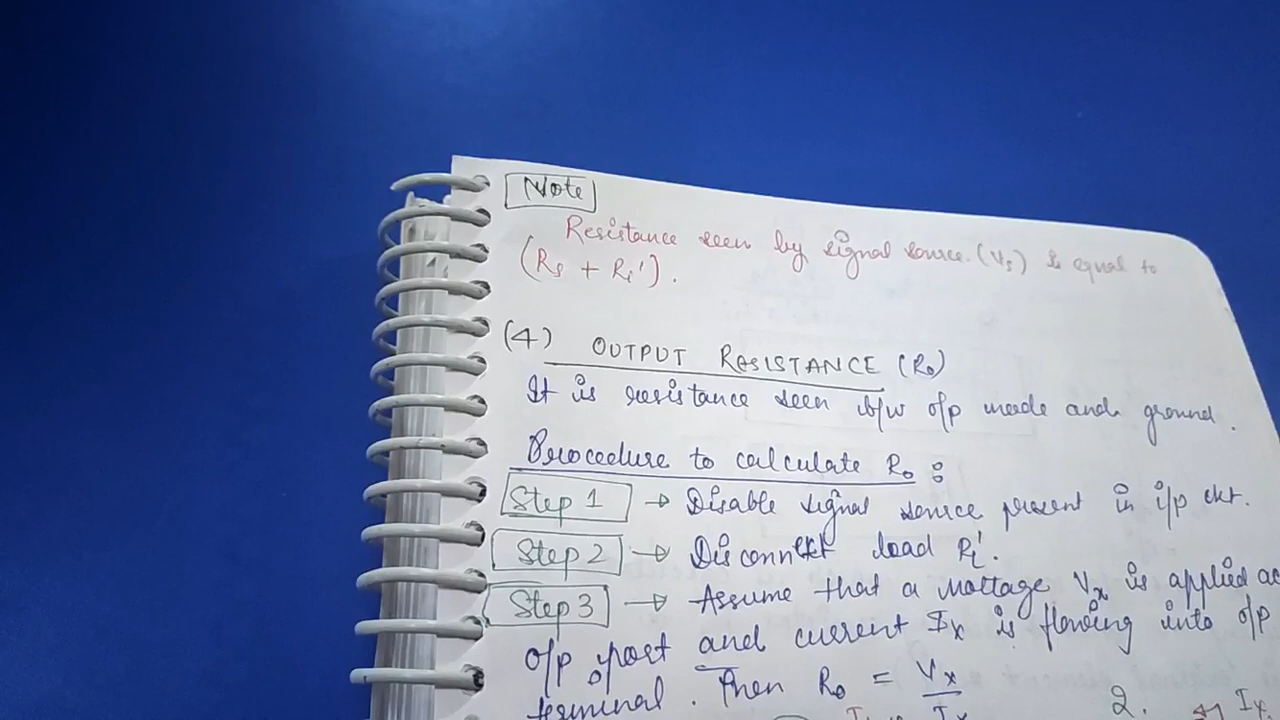 Note
Resistance seen by signal source (Vs) is equal to
(Rs + Ri').
(4) OUTPUT RESISTANCE (Ro)
It is resistance seen b/w o/p node and ground.
Procedure to calculate Ro :
Step 1 → Disable signal source present in i/p ckt.
Step 2 → Disconnect load RL'.
Step 3 → Assume that a voltage Vx is applied
o/p port and current Ix is flowing into o/p
terminal. Then Ro = Vx / Ix
2. Ix